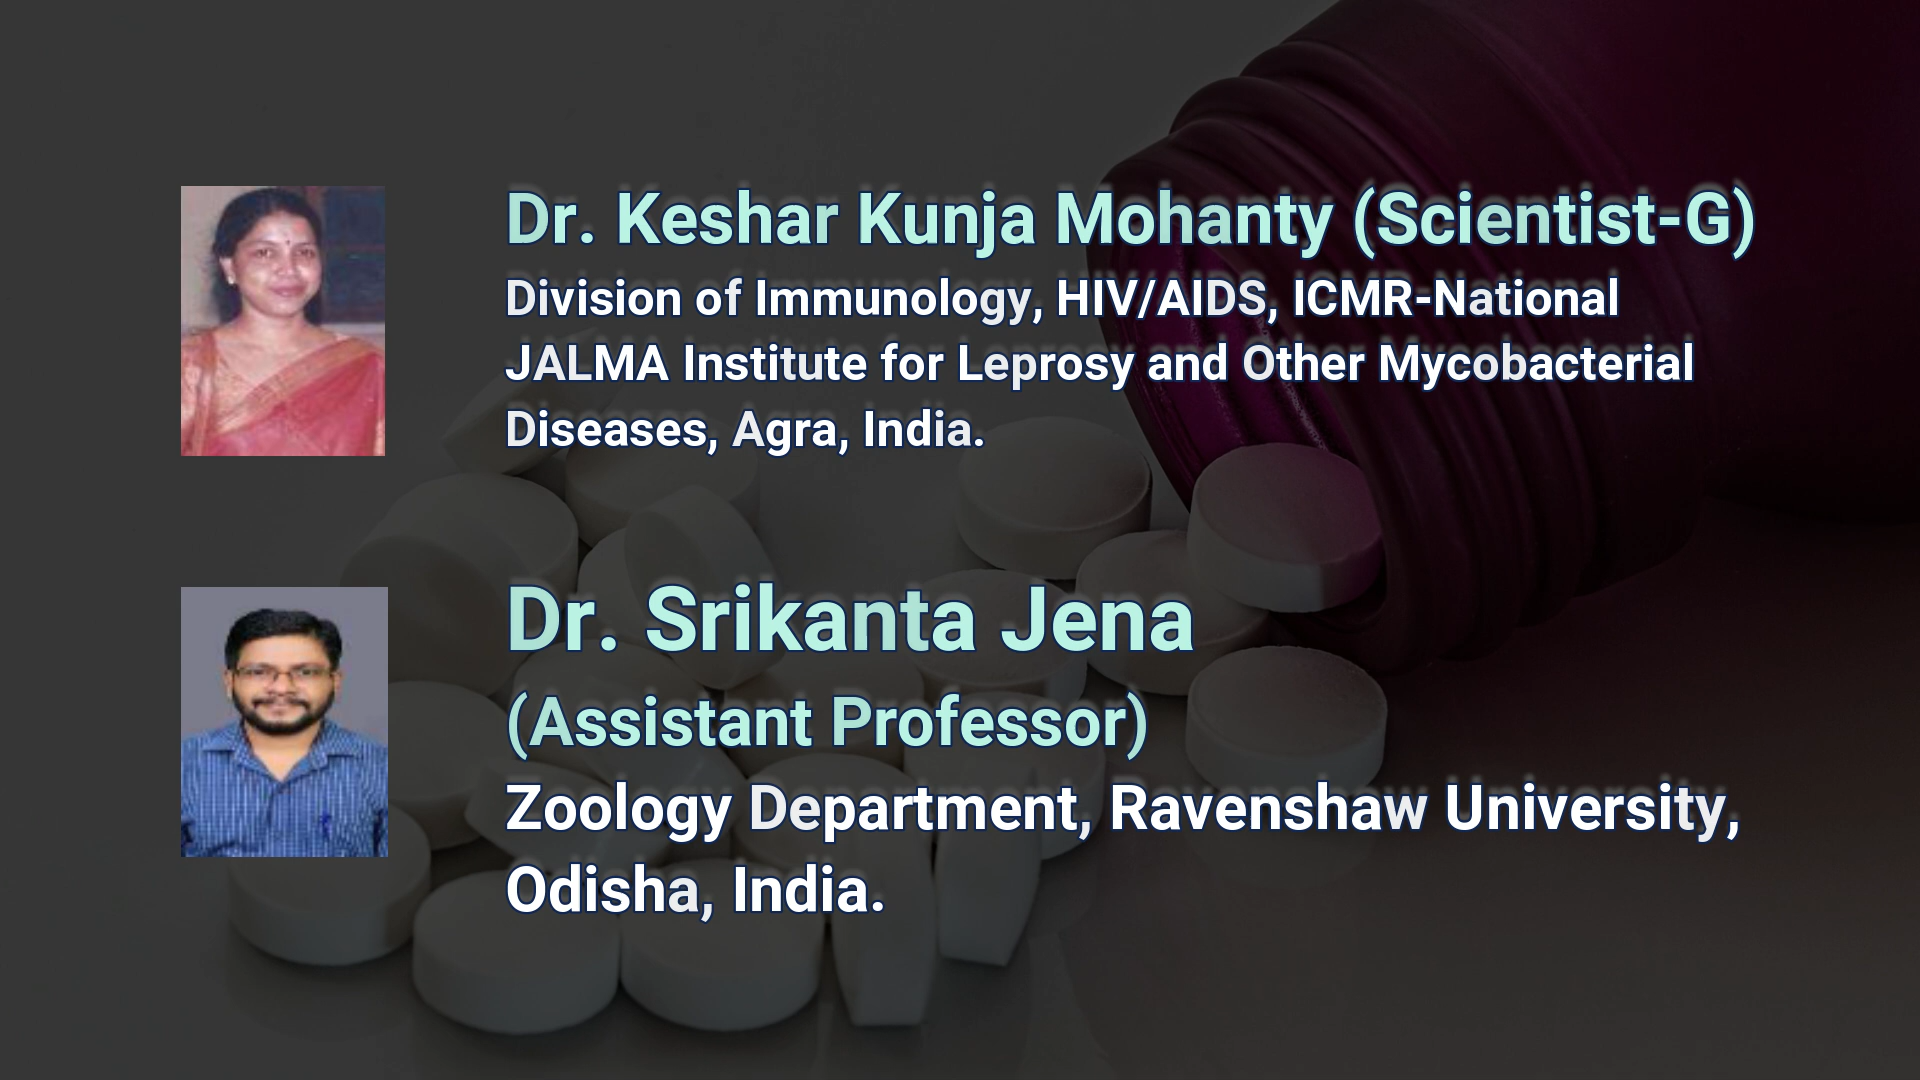 Dr. Keshar Kunja Mohanty (Scientist-G)
Division of Immunology, HIV/AIDS, ICMR-National
JALMA Institute for Leprosy and Other Mycobacterial
Diseases, Agra, India.
Dr. Srikanta Jena
(Assistant Professor)
Zoology Department, Ravenshaw University,
Odisha, India.